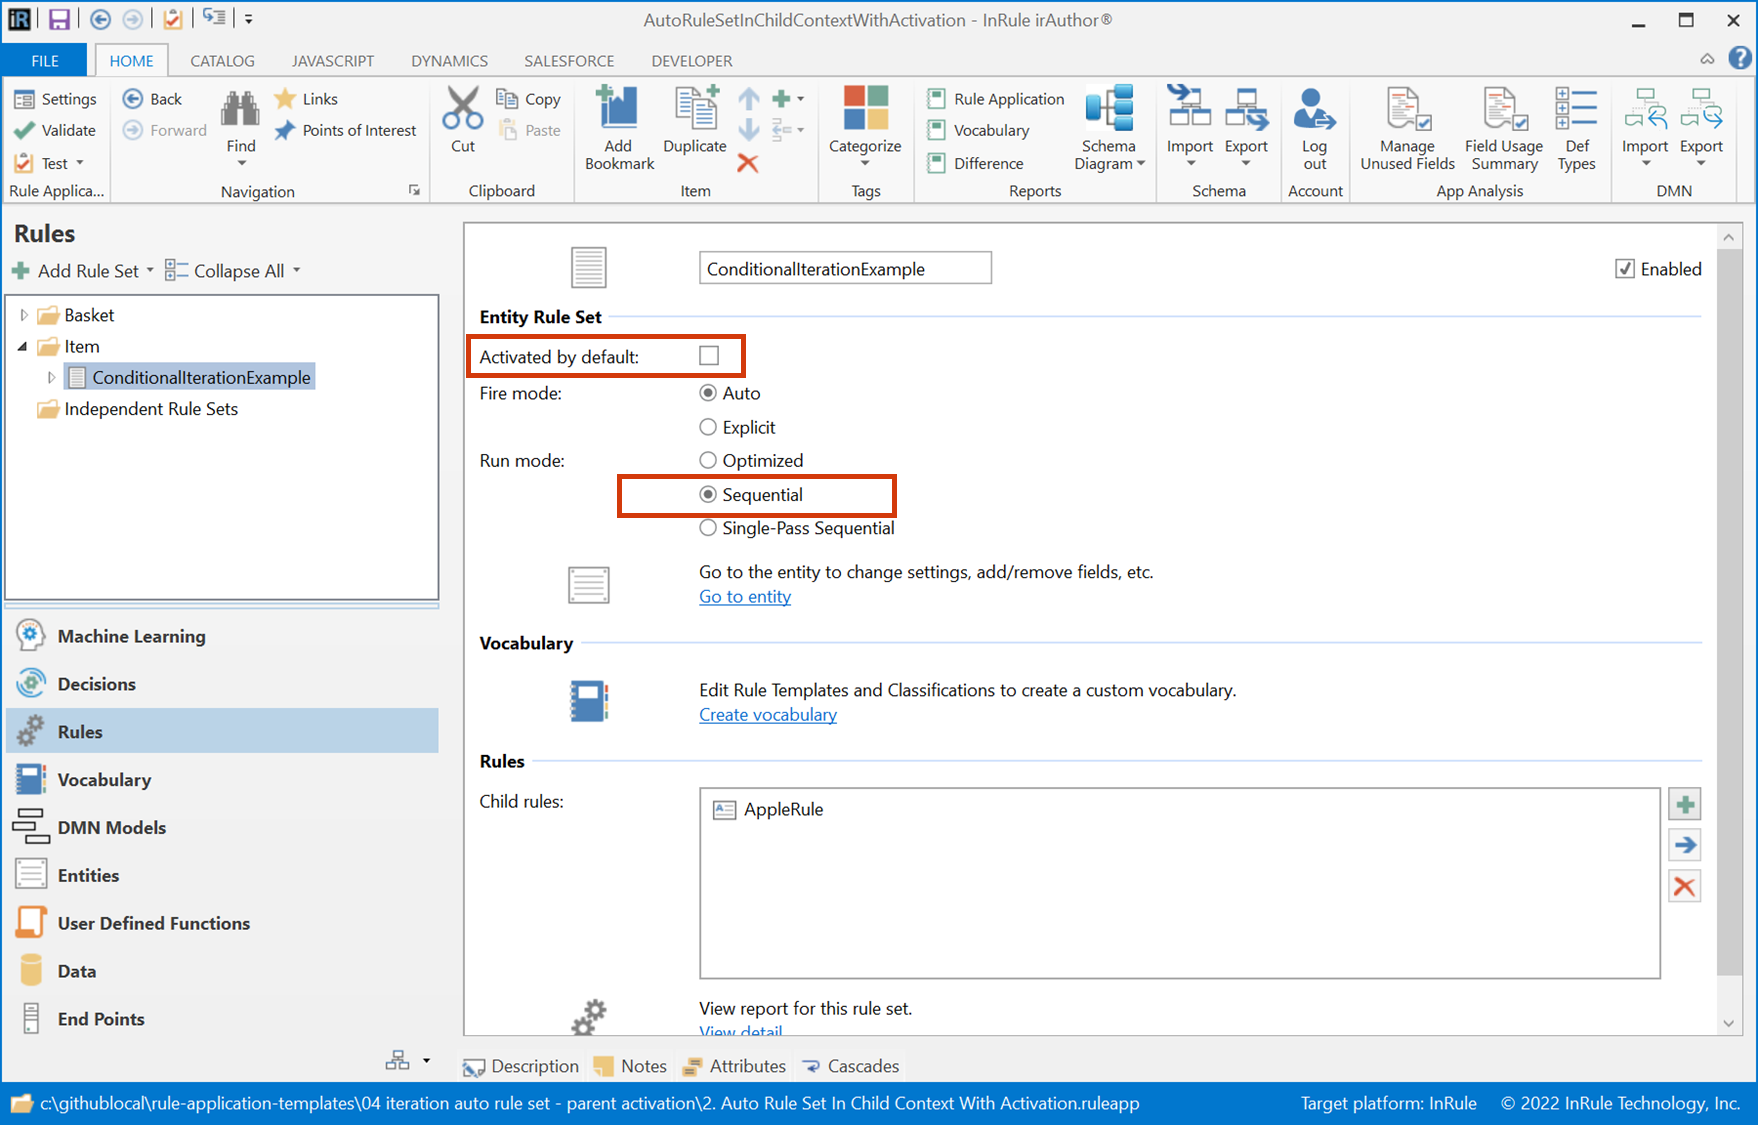 iR
AutoRuleSetInChildContextWithActivation - InRule irAuthor®
FILE HOME CATALOG JAVASCRIPT DYNAMICS SALESFORCE DEVELOPER
Settings
Validate
Test
Rule Applica...
Back
Forward
Find
Links
Points of Interest
Navigation
Cut
Copy
Paste
Clipboard
Add
Bookmark
Duplicate
Item
Categorize
Tags
Rule Application
Vocabulary
Difference
Schema
Diagram
Reports
Import
Export
Schema
Log
out
Account
Manage
Unused Fields
Field Usage
Summary
Def
Types
App Analysis
Import
Export
DMN
Rules
Add Rule Set Collapse All
Basket
Item
ConditionalIterationExample
Independent Rule Sets
Machine Learning
Decisions
Rules
Vocabulary
DMN Models
Entities
User Defined Functions
Data
End Points
ConditionalIterationExample
Enabled
Entity Rule Set
Activated by default:
Fire mode: Auto
Explicit
Run mode: Optimized
Sequential
Single-Pass Sequential
Go to the entity to change settings, add/remove fields, etc.
Go to entity
Vocabulary
Edit Rule Templates and Classifications to create a custom vocabulary.
Create vocabulary
Rules
Child rules:
AppleRule
View report for this rule set.
View detail
Description Notes Attributes Cascades
c:\githublocal\rule-application-templates\04 iteration auto rule set - parent activation\2. Auto Rule Set In Child Context With Activation.ruleapp
Target platform: InRule © 2022 InRule Technology, Inc.